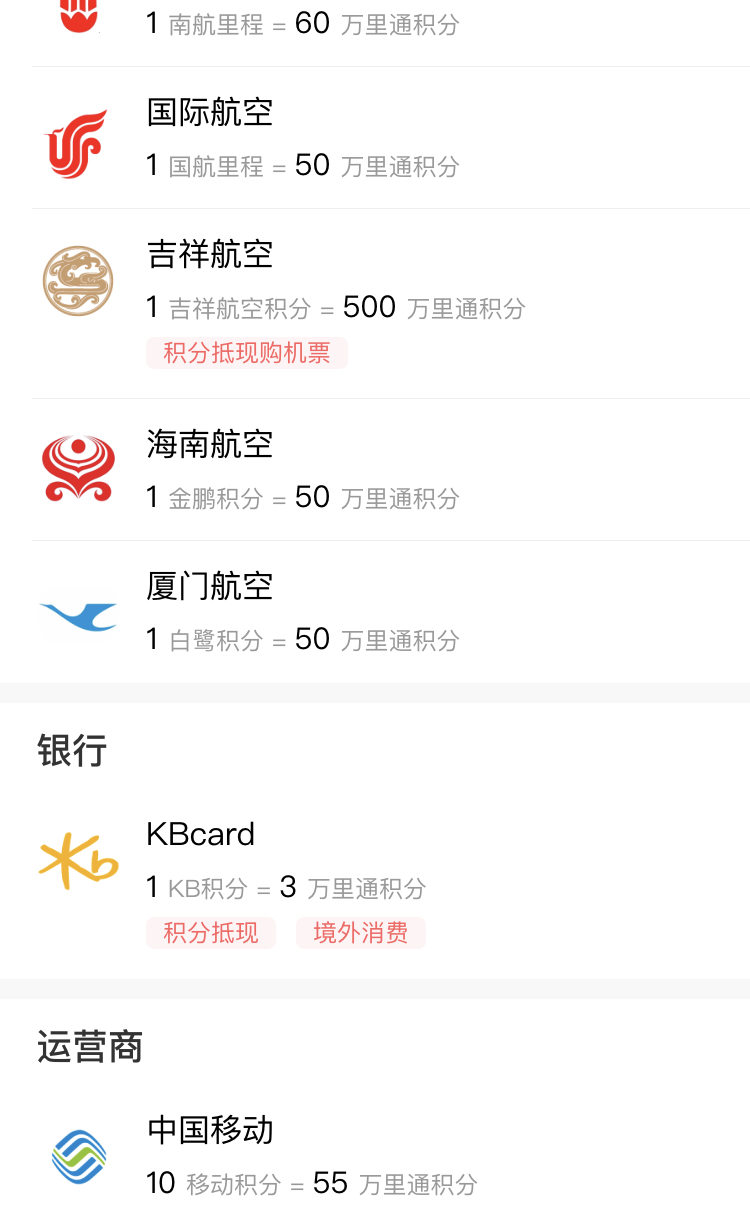 1 南航里程 = 60 万里通积分
国际航空
1 国航里程 = 50 万里通积分
吉祥航空
1 吉祥航空积分 = 500 万里通积分
积分抵现购机票
海南航空
1 金鹏积分 = 50 万里通积分
厦门航空
1 白鹭积分 = 50 万里通积分
银行
KBcard
1 KB积分 = 3 万里通积分
积分抵现 境外消费
运营商
中国移动
10 移动积分 = 55 万里通积分